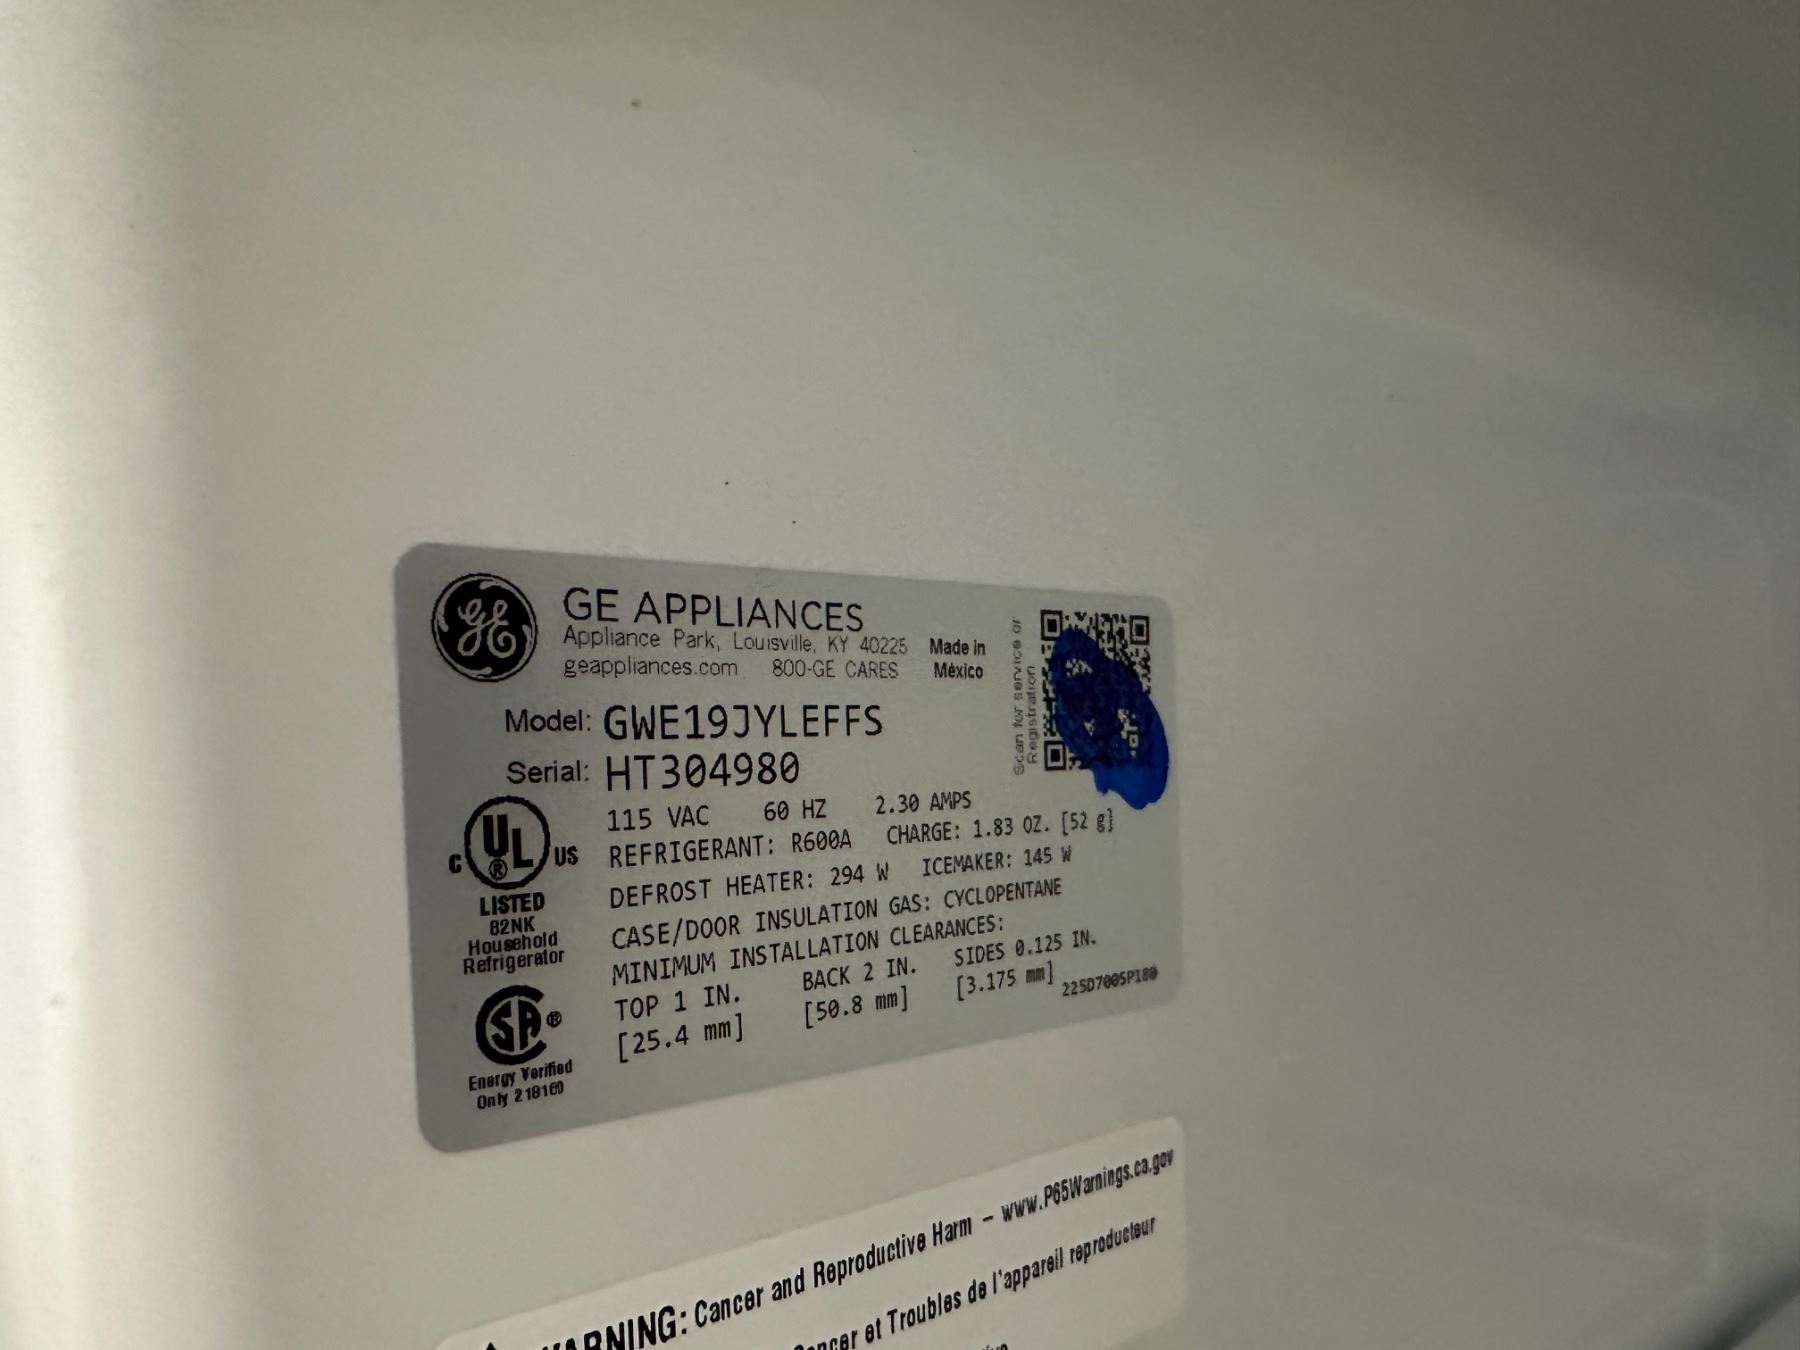 GE
GE APPLIANCES
Appliance Park, Louisville, KY 40225
geappliances.com 800-GE CARES
Made in
México
Scan for service or
Registration
Model: GWE19JYLEFFS
Serial: HT304980
115 VAC 60 HZ 2.30 AMPS
REFRIGERANT: R600A CHARGE: 1.83 OZ. [52 g]
DEFROST HEATER: 294 W ICEMAKER: 145 W
CASE/DOOR INSULATION GAS: CYCLOPENTANE
MINIMUM INSTALLATION CLEARANCES:
TOP 1 IN. BACK 2 IN. SIDES 0.125 IN.
[25.4 mm] [50.8 mm] [3.175 mm]
225D7005P180
C UL ® US
LISTED
82NK
Household
Refrigerator
SA ®
Energy Verified
Only 218160
WARNING: Cancer and Reproductive Harm – www.P65Warnings.ca.gov
Cancer et Troubles de l'appareil reproducteur